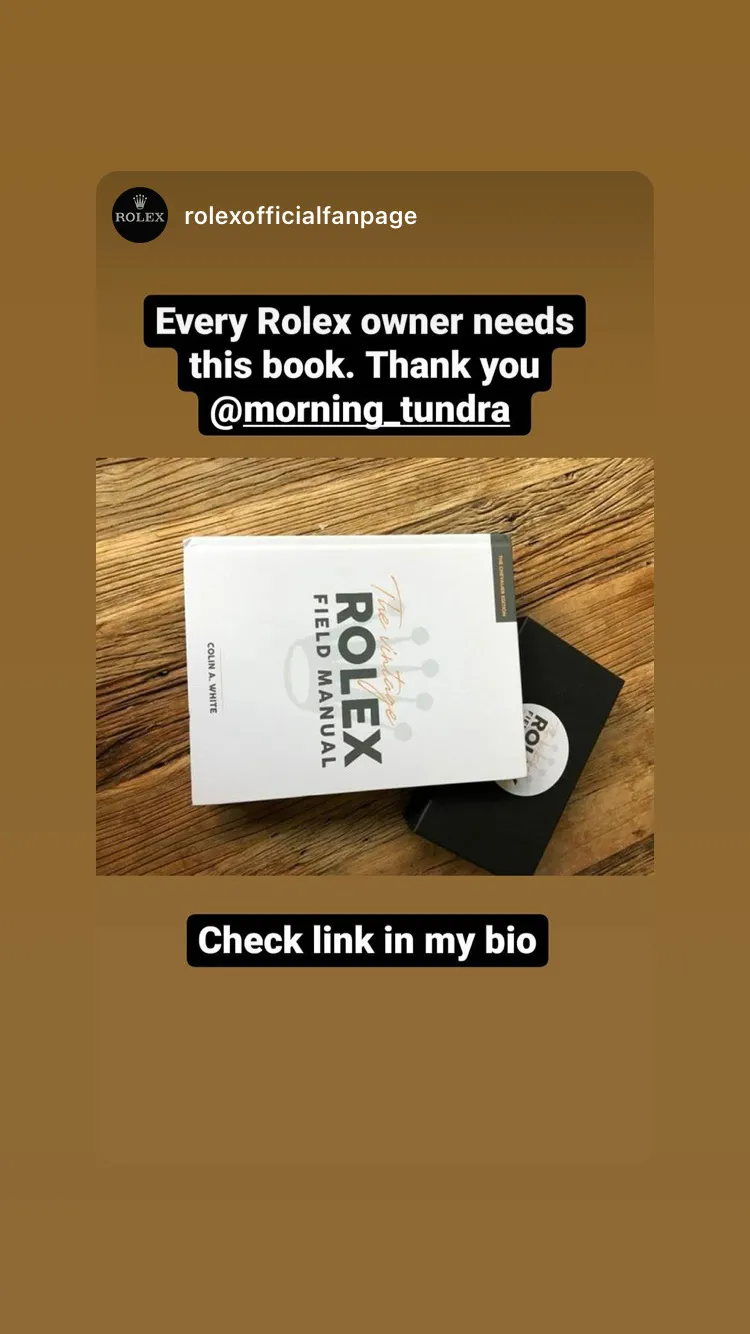 ROLEX
rolexofficialfanpage
Every Rolex owner needs
this book. Thank you
@morning_tundra
The vintage
ROLEX
FIELD MANUAL
COLIN A. WHITE
THE CHEVALIER EDITION
Check link in my bio